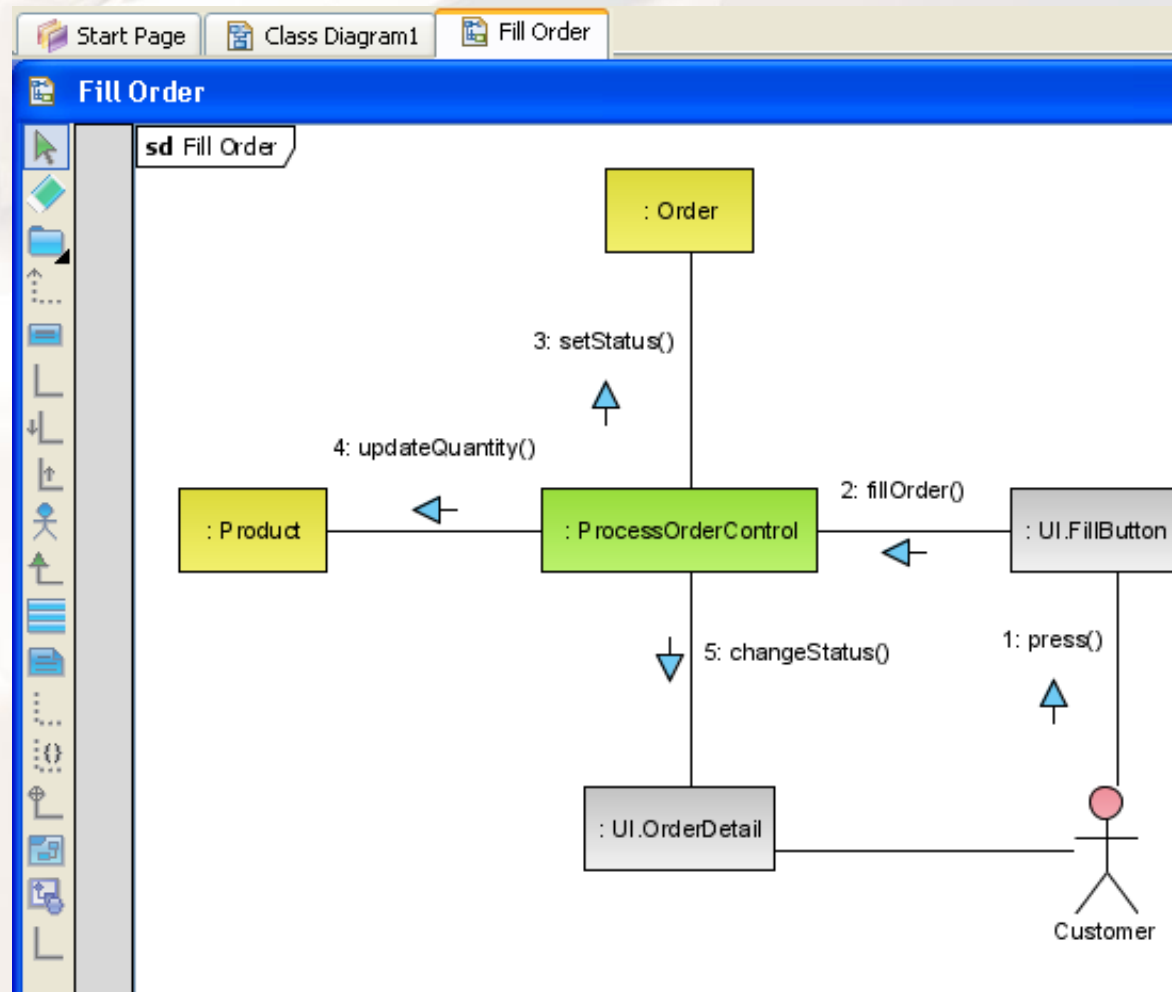 Start Page
Class Diagram1
Fill Order
Fill Order
sd Fill Order
: Order
3: setStatus()
4: updateQuantity()
2: fillOrder()
: Product
: ProcessOrderControl
: UI.FillButton
5: changeStatus()
1: press()
: UI.OrderDetail
Customer